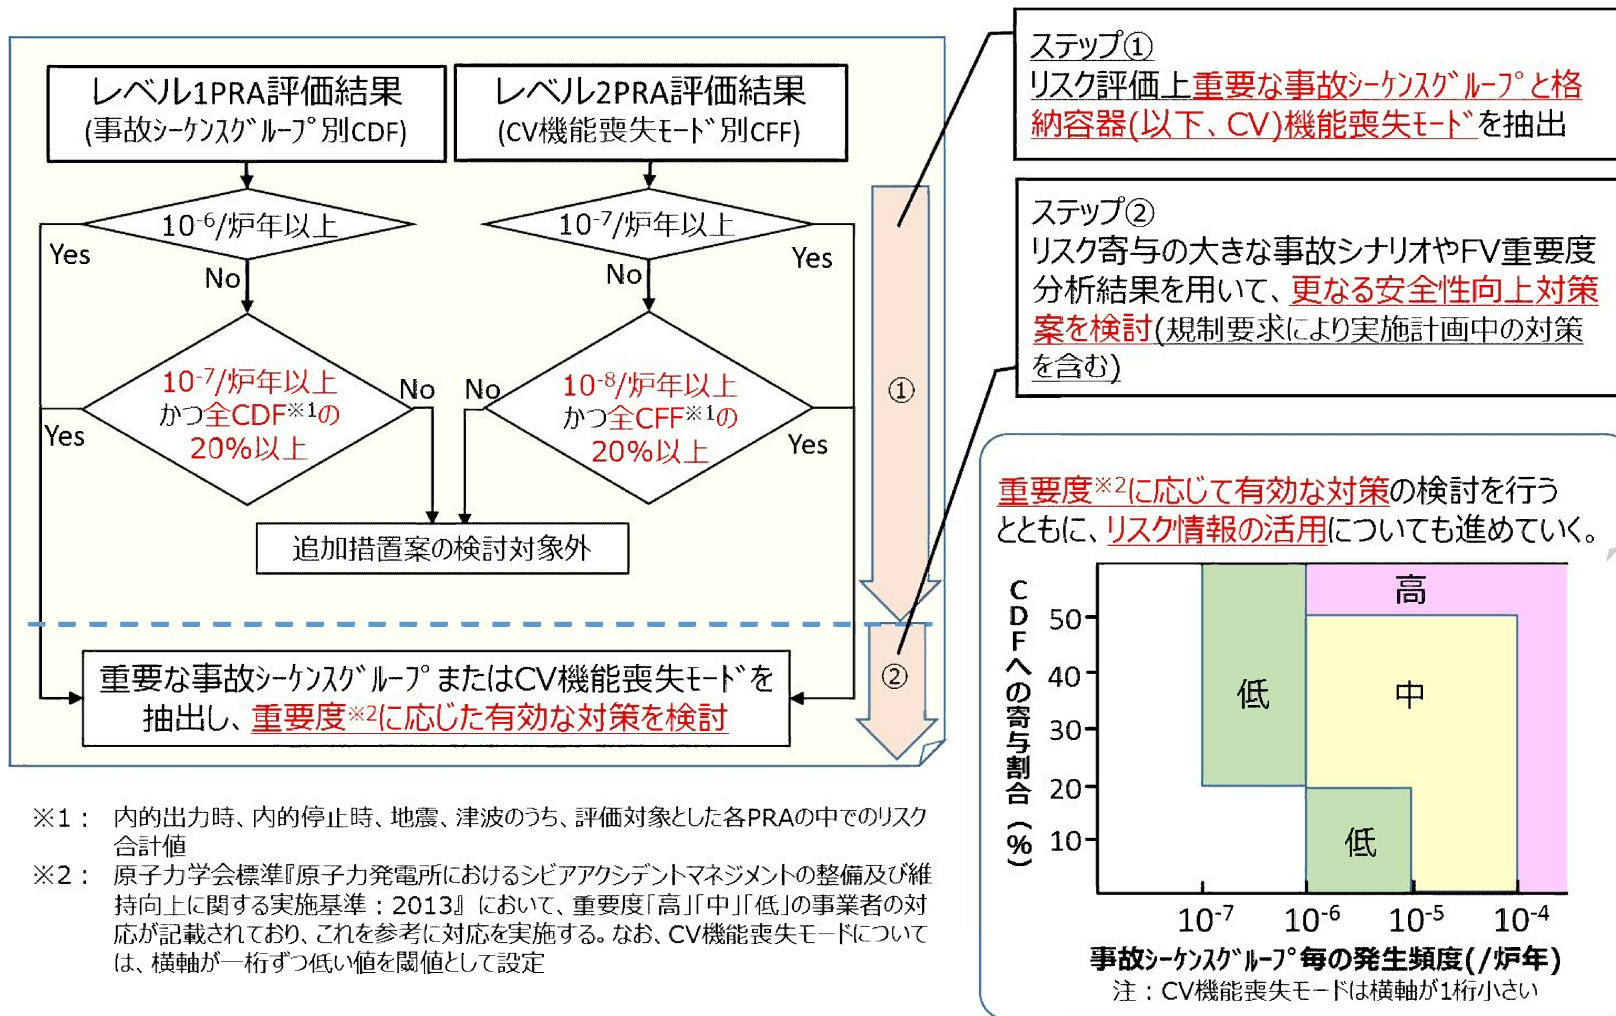 レベル1PRA評価結果
(事故シーケンスグループ別CDF)
レベル2PRA評価結果
(CV機能喪失モード別CFF)
10-6/炉年以上
10-7/炉年以上
Yes
No
No
Yes
10-7/炉年以上
かつ全CDF※1の
20%以上
10-8/炉年以上
かつ全CFF※1の
20%以上
Yes
No
No
Yes
追加措置案の検討対象外
①
②
重要な事故シーケンスグループまたはCV機能喪失モードを
抽出し、重要度※2に応じた有効な対策を検討
ステップ①
リスク評価上重要な事故シーケンスグループと格
納容器(以下、CV)機能喪失モードを抽出
ステップ②
リスク寄与の大きな事故シナリオやFV重要度
分析結果を用いて、更なる安全性向上対策
案を検討(規制要求により実施計画中の対策
を含む)
重要度※2に応じて有効な対策の検討を行う
とともに、リスク情報の活用についても進めていく。
CDFへの寄与割合(%)
50
40
30
20
10
高
中
低
低
10-7
10-6
10-5
10-4
事故シーケンスグループ毎の発生頻度(/炉年)
注：CV機能喪失モードは横軸が1桁小さい
※1： 内的出力時、内的停止時、地震、津波のうち、評価対象とした各PRAの中でのリスク
合計値
※2： 原子力学会標準『原子力発電所におけるシビアアクシデントマネジメントの整備及び維
持向上に関する実施基準：2013』において、重要度「高」「中」「低」の事業者の対
応が記載されており、これを参考に対応を実施する。なお、CV機能喪失モードについて
は、横軸が一桁ずつ低い値を閾値として設定